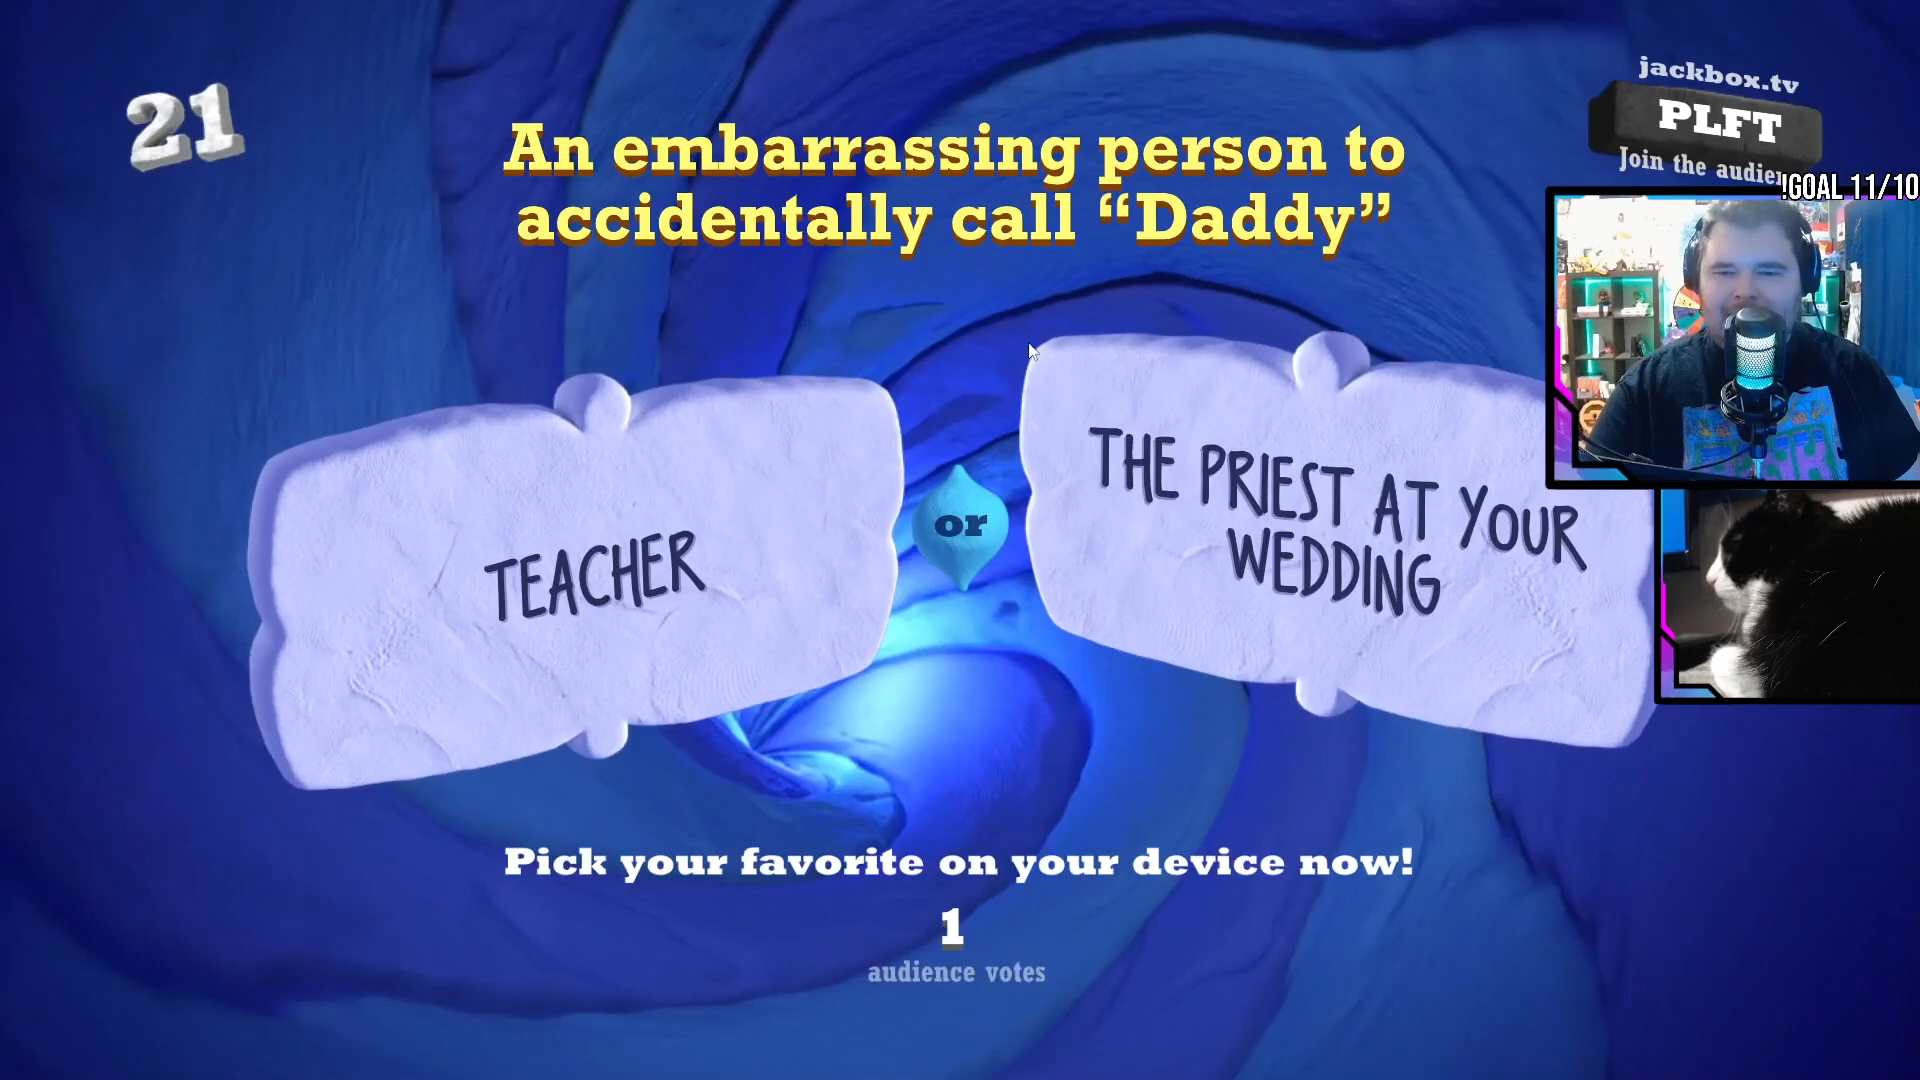 21
An embarrassing person to
accidentally call “Daddy”
jackbox.tv
PLFT
Join the
!GOAL 11/10
TEACHER
or
THE PRIEST AT YOUR
WEDDING
Pick your favorite on your device now!
1
audience votes